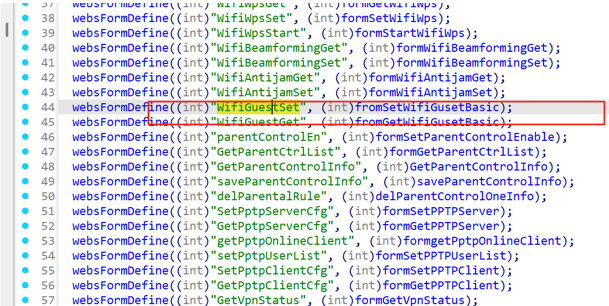 37 websFormDefine((int)"WifiWpsGet", (int)formGetWifiWps);
38 websFormDefine((int)"WifiWpsSet", (int)formSetWifiWps);
39 websFormDefine((int)"WifiWpsStart", (int)formStartWifiWps);
40 websFormDefine((int)"WifiBeamformingGet", (int)formWifiBeamformingGet);
41 websFormDefine((int)"WifiBeamformingSet", (int)formWifiBeamformingSet);
42 websFormDefine((int)"WifiAntijamGet", (int)formWifiAntijamGet);
43 websFormDefine((int)"WifiAntijamSet", (int)formWifiAntijamSet);
44 websFormDefine((int)"WifiGuestSet", (int)fromSetWifiGusetBasic);
45 websFormDefine((int)"WifiGuestGet", (int)fromGetWifiGusetBasic);
46 websFormDefine((int)"parentControlEn", (int)formSetParentControlEnable);
47 websFormDefine((int)"GetParentCtrlList", (int)formGetParentCtrlList);
48 websFormDefine((int)"GetParentControlInfo", (int)GetParentControlInfo);
49 websFormDefine((int)"saveParentControlInfo", (int)saveParentControlInfo);
50 websFormDefine((int)"delParentalRule", (int)delParentControlOneInfo);
51 websFormDefine((int)"SetPptpServerCfg", (int)formSetPPTPServer);
52 websFormDefine((int)"GetPptpServerCfg", (int)formGetPPTPServer);
53 websFormDefine((int)"getPptpOnlineClient", (int)formgetPptpOnlineClient);
54 websFormDefine((int)"setPptpUserList", (int)formSetPPTPUserList);
55 websFormDefine((int)"SetPptpClientCfg", (int)formSetPPTPClient);
56 websFormDefine((int)"GetPptpClientCfg", (int)formGetPPTPClient);
57 websFormDefine((int)"GetVpnStatus", (int)formGetVpnStatus);